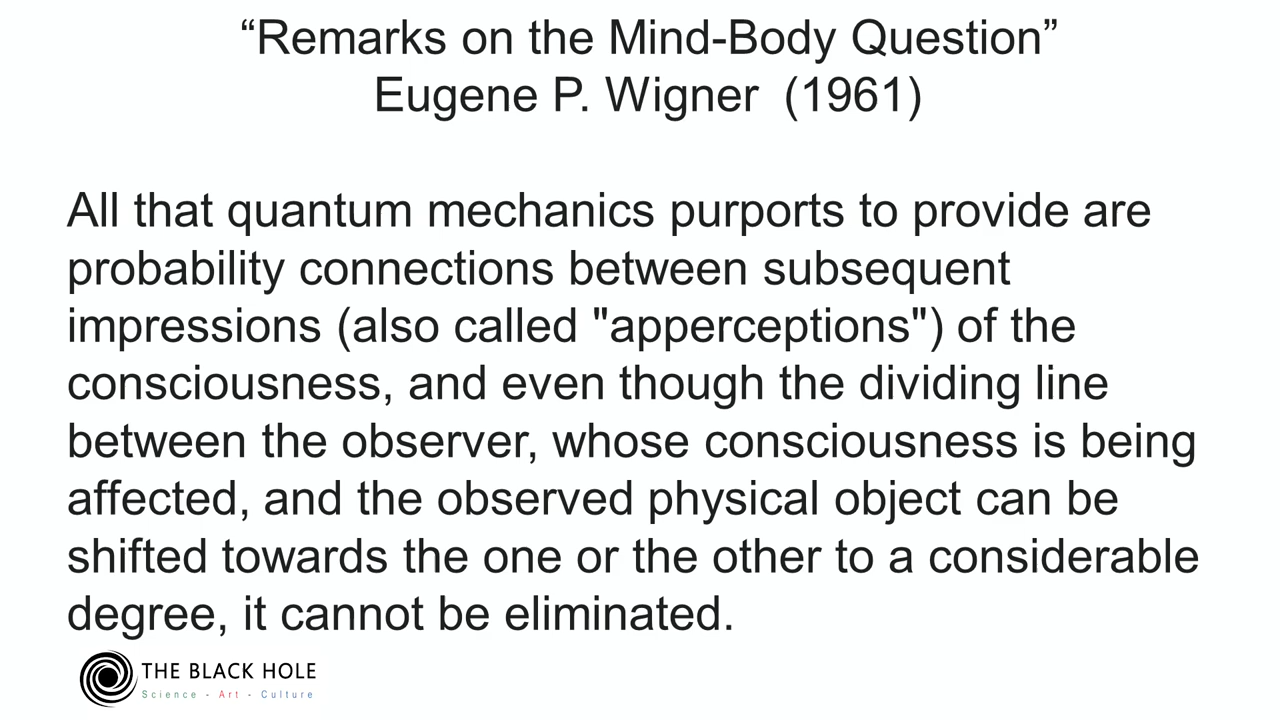 “Remarks on the Mind-Body Question”
Eugene P. Wigner (1961)
All that quantum mechanics purports to provide are
probability connections between subsequent
impressions (also called "apperceptions") of the
consciousness, and even though the dividing line
between the observer, whose consciousness is being
affected, and the observed physical object can be
shifted towards the one or the other to a considerable
degree, it cannot be eliminated.
THE BLACK HOLE
Science - Art - Culture